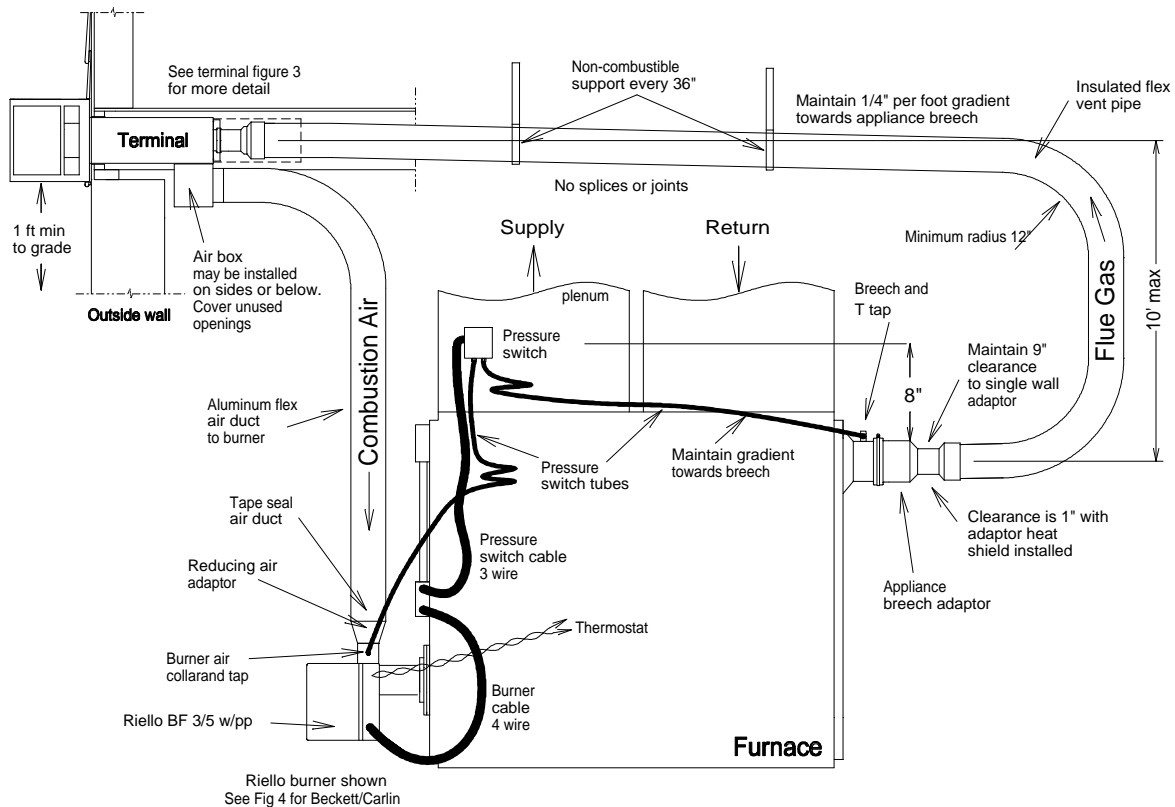 See terminal figure 3
for more detail
Non-combustible
support every 36"
Maintain 1/4" per foot gradient
towards appliance breech
Insulated flex
vent pipe
Terminal
No splices or joints
1 ft min
to grade
Air box
may be installed
on sides or below.
Cover unused
openings
Outside wall
Supply
Return
Minimum radius 12"
plenum
Breech and
T tap
Flue Gas
10' max
Pressure
switch
Combustion Air
Maintain 9"
clearance
to single wall
adaptor
8"
Aluminum flex
air duct
to burner
Pressure
switch tubes
Maintain gradient
towards breech
Tape seal
air duct
Clearance is 1" with
adaptor heat
shield installed
Pressure
switch cable
3 wire
Reducing air
adaptor
Appliance
breech adaptor
Thermostat
Burner air
collarand tap
Burner
cable
4 wire
Riello BF 3/5 w/pp
Furnace
Riello burner shown
See Fig 4 for Beckett/Carlin